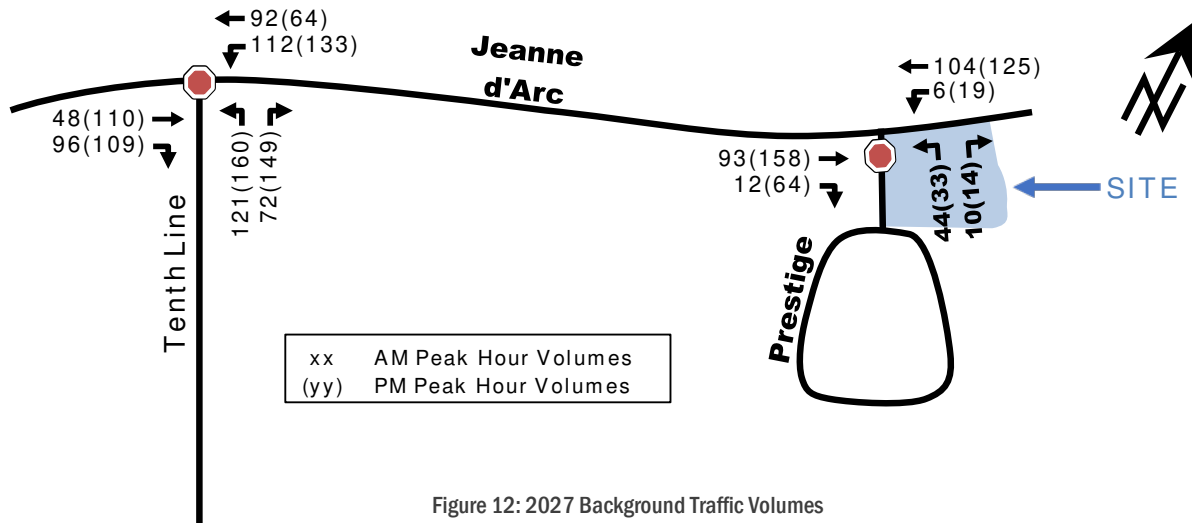 92(64)
112(133)
Jeanne
d'Arc
104(125)
6(19)
48(110)
96(109)
121(160)
72(149)
93(158)
12(64)
44(33)
10(14)
SITE
Tenth Line
Prestige
xx AM Peak Hour Volumes
(yy) PM Peak Hour Volumes
Figure 12: 2027 Background Traffic Volumes